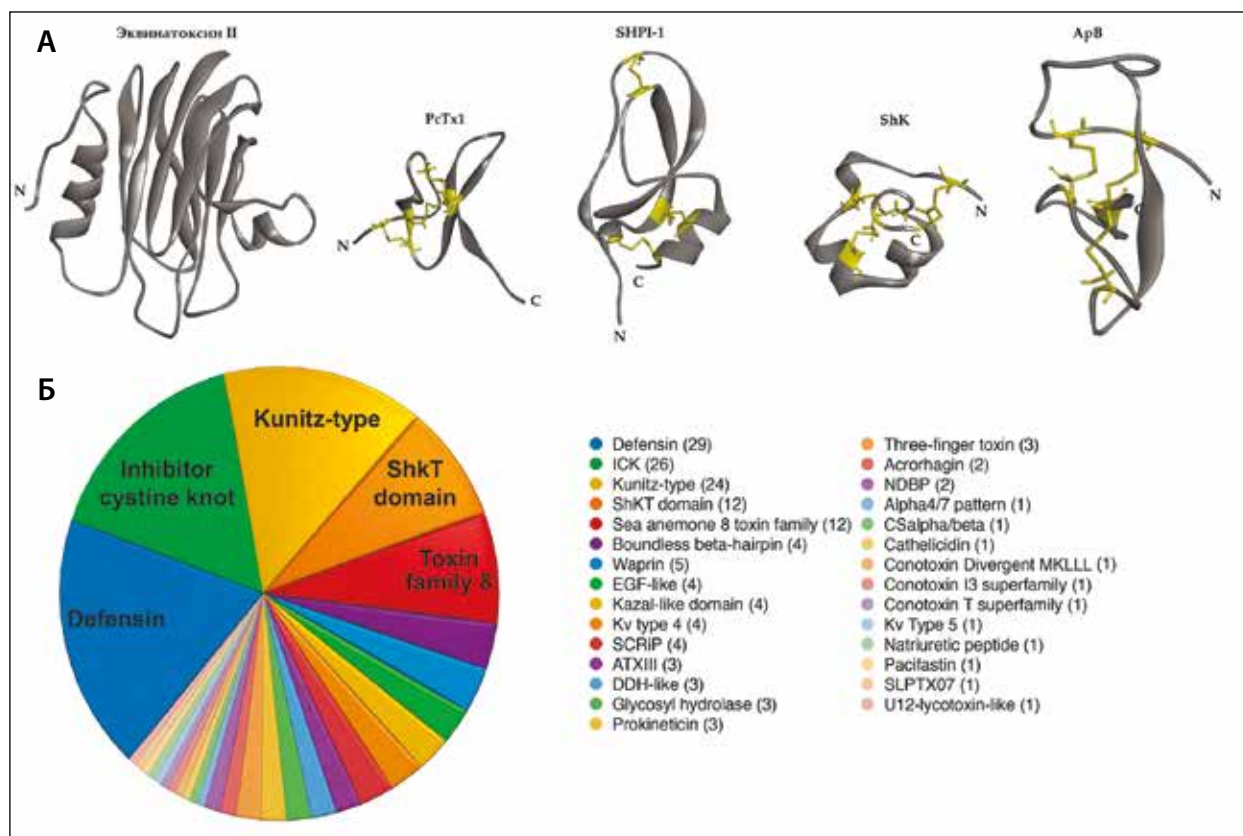 А
Эквинатоксин II
SHPI-1
ApB
PcTx1
ShK
N
N
C
C
N
N
C
C
N
Б
Kunitz-type
Inhibitor
cystine knot
ShkT
domain
Toxin
family 8
Defensin
Defensin (29)
ICK (26)
Kunitz-type (24)
ShKT domain (12)
Sea anemone 8 toxin family (12)
Boundless beta-hairpin (4)
Waprin (5)
EGF-like (4)
Kazal-like domain (4)
Kv type 4 (4)
SCRiP (4)
ATXIII (3)
DDH-like (3)
Glycosyl hydrolase (3)
Prokineticin (3)
Three-finger toxin (3)
Acrorhagin (2)
NDBP (2)
Alpha4/7 pattern (1)
CSalpha/beta (1)
Cathelicidin (1)
Conotoxin Divergent MKLLL (1)
Conotoxin I3 superfamily (1)
Conotoxin T superfamily (1)
Kv Type 5 (1)
Natriuretic peptide (1)
Pacifastin (1)
SLPTX07 (1)
U12-lycotoxin-like (1)